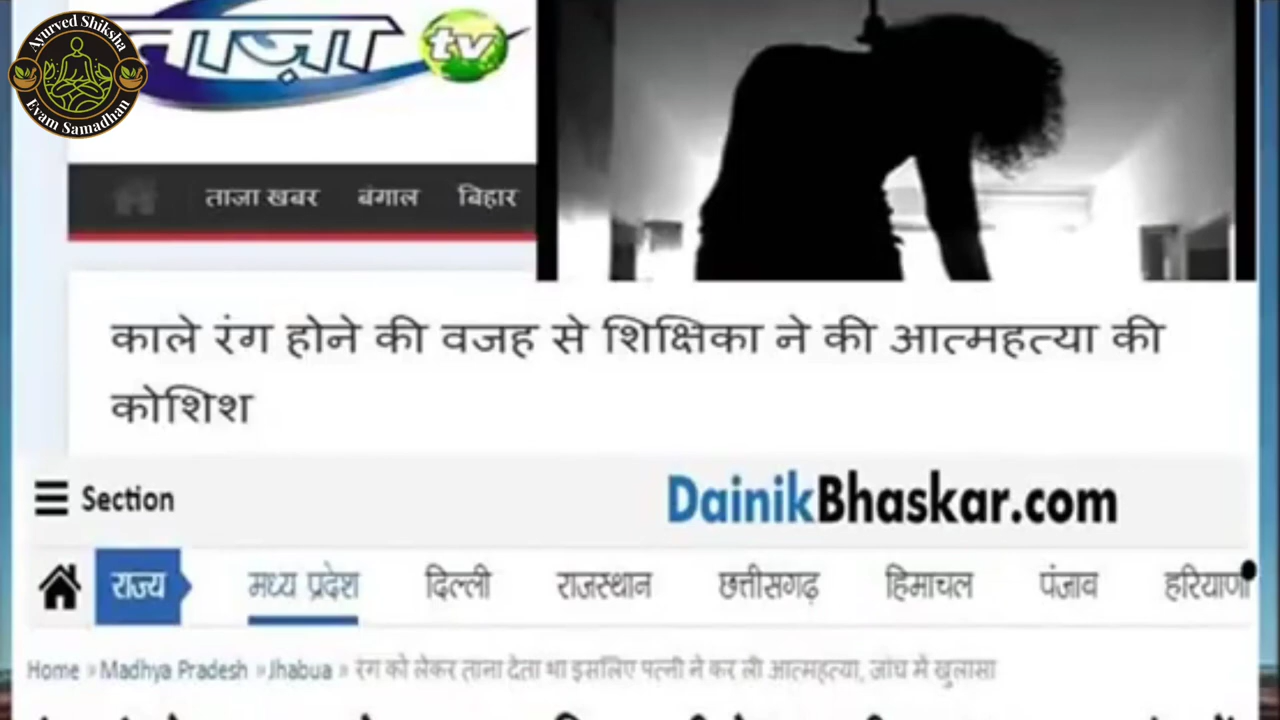 Ayurved Shiksha
Evam Samadhan
ताज़ा tv
ताजा खबर बंगाल बिहार
काले रंग होने की वजह से शिक्षिका ने की आत्महत्या की
कोशिश
Section
DainikBhaskar.com
राज्य मध्य प्रदेश दिल्ली राजस्थान छत्तीसगढ़ हिमाचल पंजाब हरियाणा
Home » Madhya Pradesh » Jhabua » रंग को लेकर ताना देता था इसलिए पत्नी ने कर ली आत्महत्या, जांच में खुलासा